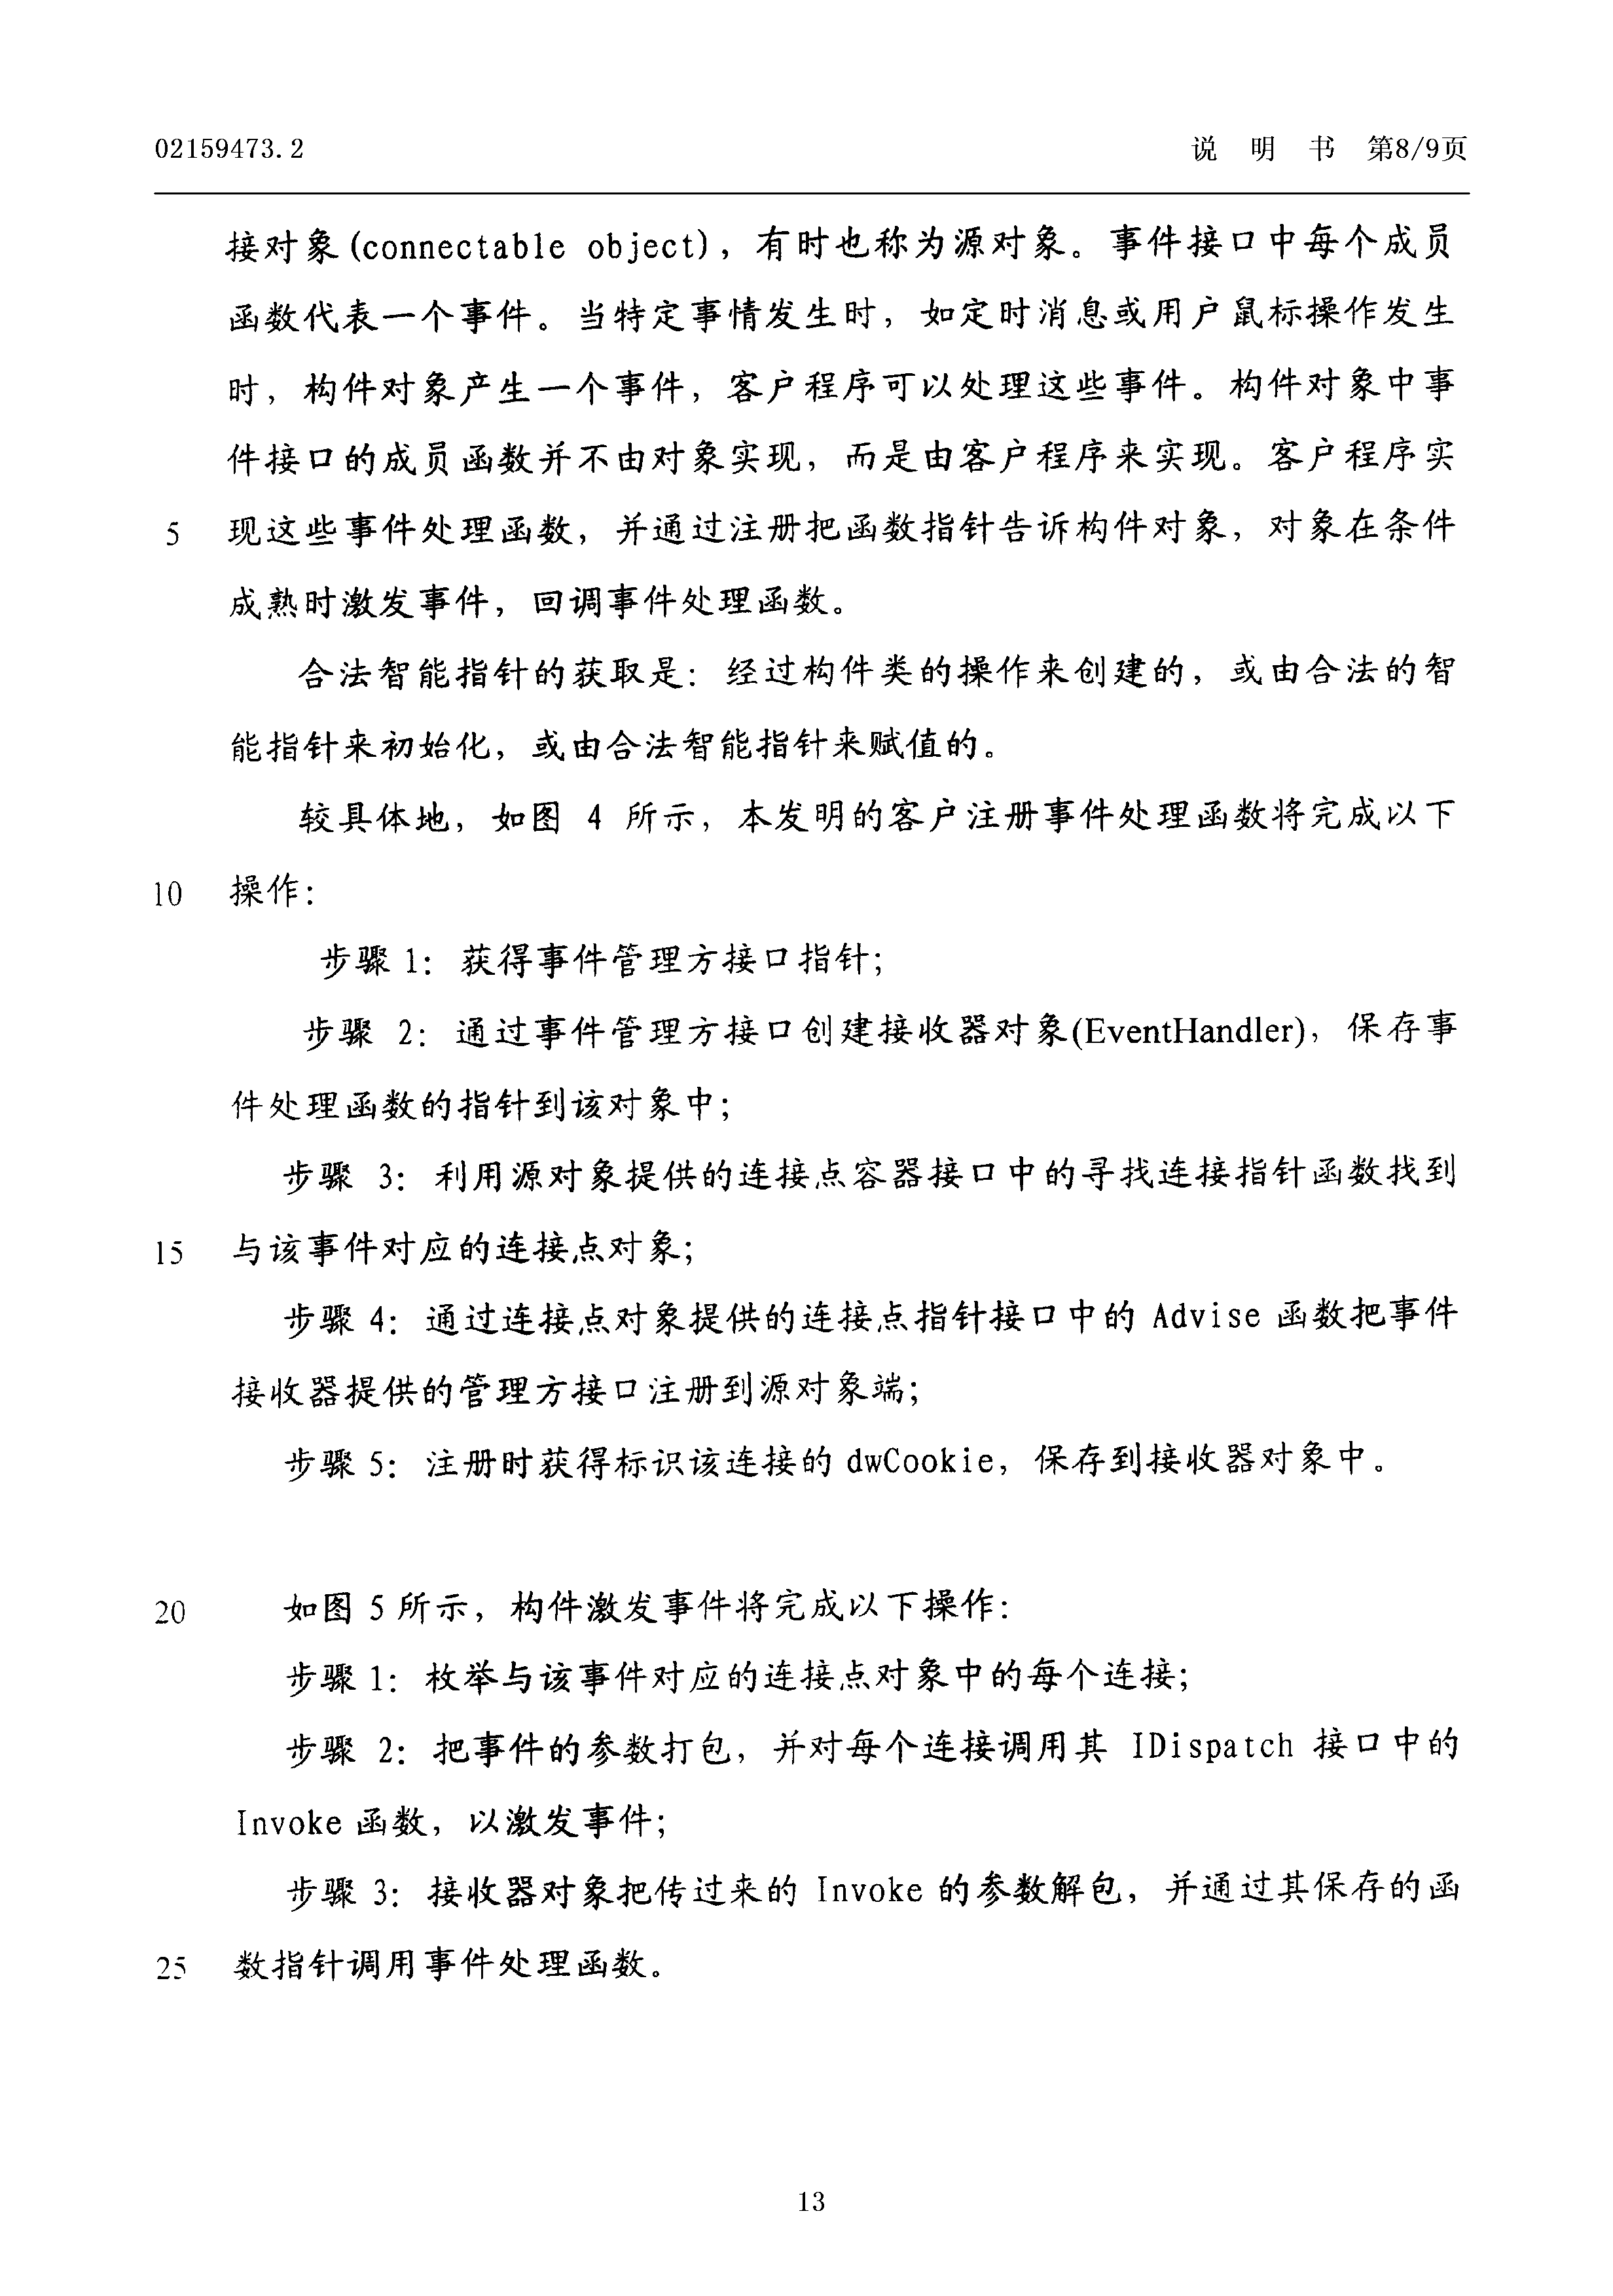 02159473.2 说 明 书 第8/9页
接对象(connectable object)，有时也称为源对象。事件接口中每个成员
函数代表一个事件。当特定事情发生时，如定时消息或用户鼠标操作发生
时，构件对象产生一个事件，客户程序可以处理这些事件。构件对象中事
件接口的成员函数并不由对象实现，而是由客户程序来实现。客户程序实
5 现这些事件处理函数，并通过注册把函数指针告诉构件对象，对象在条件
成熟时激发事件，回调事件处理函数。
合法智能指针的获取是：经过构件类的操作来创建的，或由合法的智
能指针来初始化，或由合法智能指针来赋值的。
较具体地，如图 4 所示，本发明的客户注册事件处理函数将完成以下
10 操作：
步骤 1：获得事件管理方接口指针；
步骤 2：通过事件管理方接口创建接收器对象(EventHandler)，保存事
件处理函数的指针到该对象中；
步骤 3：利用源对象提供的连接点容器接口中的寻找连接指针函数找到
15 与该事件对应的连接点对象；
步骤 4：通过连接点对象提供的连接点指针接口中的 Advise 函数把事件
接收器提供的管理方接口注册到源对象端；
步骤 5：注册时获得标识该连接的 dwCookie，保存到接收器对象中。
20 如图 5 所示，构件激发事件将完成以下操作：
步骤 1：枚举与该事件对应的连接点对象中的每个连接；
步骤 2：把事件的参数打包，并对每个连接调用其 IDispatch 接口中的
Invoke 函数，以激发事件；
步骤 3：接收器对象把传过来的 Invoke 的参数解包，并通过其保存的函
25 数指针调用事件处理函数。
13